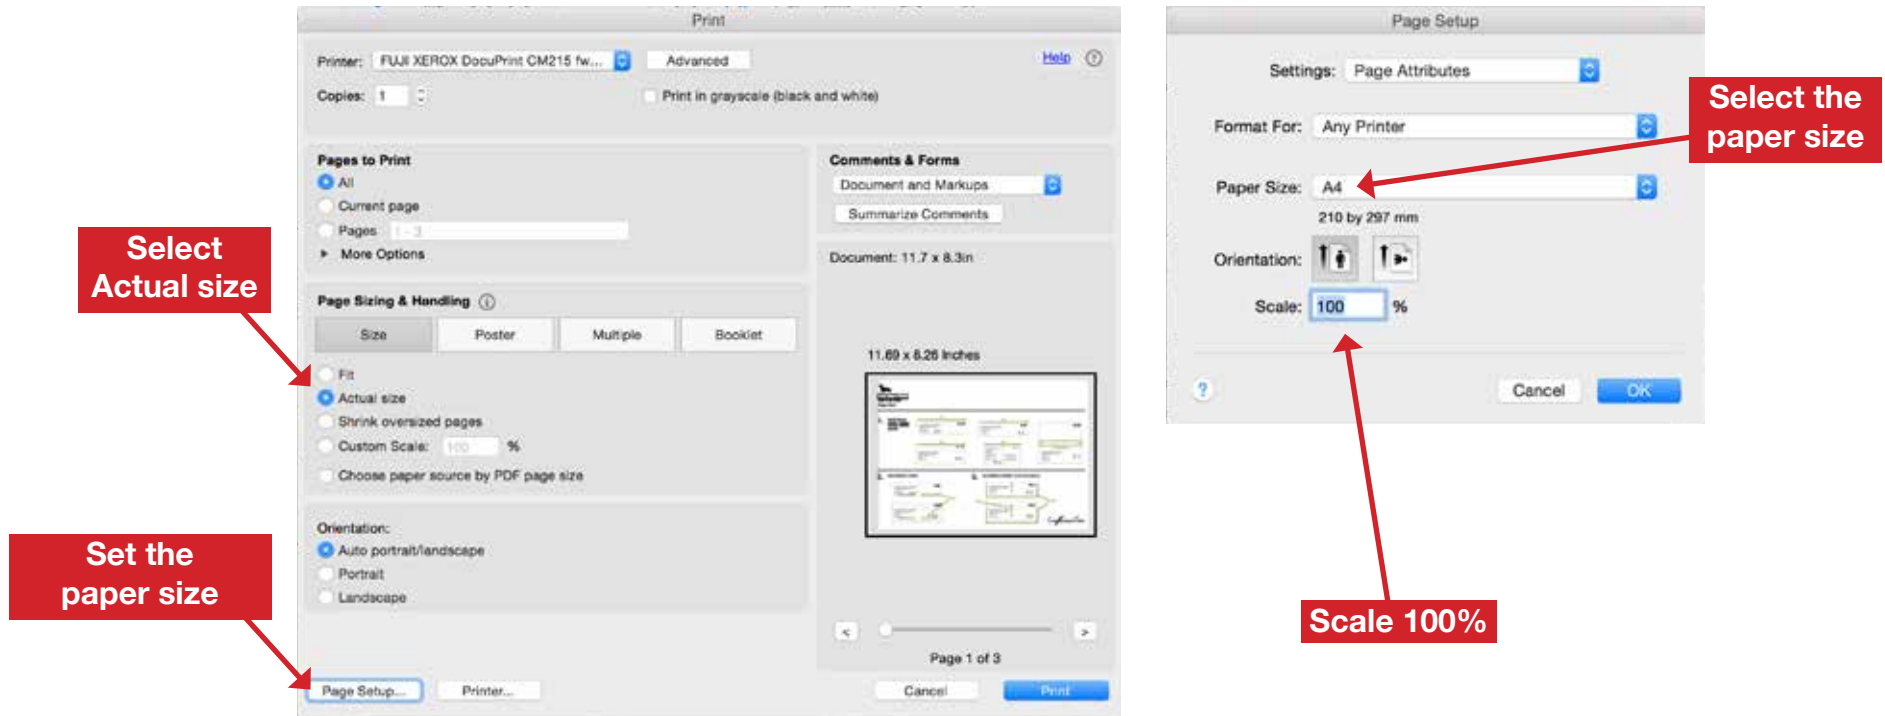 Print
Printer: FUJI XEROX DocuPrint CM215 fw... Advanced Help ?
Copies: 1 Print in grayscale (black and white)
Pages to Print
All
Current page
Pages 1 - 3
More Options
Page Sizing & Handling i
Size Poster Multiple Booklet
Fit
Actual size
Shrink oversized pages
Custom Scale: 100 %
Choose paper source by PDF page size
Orientation:
Auto portrait/landscape
Portrait
Landscape
Page Setup... Printer...
Comments & Forms
Document and Markups
Summarize Comments
Document: 11.7 x 8.3in
11.69 x 8.26 Inches
< >
Page 1 of 3
Cancel Print
Select
Actual size
Set the
paper size
Page Setup
Settings: Page Attributes
Format For: Any Printer
Paper Size: A4
210 by 297 mm
Orientation:
Scale: 100 %
? Cancel OK
Select the
paper size
Scale 100%